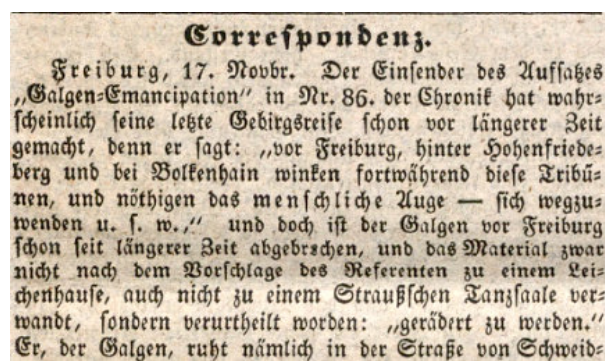 Correspondenz.
Freiburg, 17. Novbr. Der Einsender des Aufsatzes
„Galgen-Emancipation“ in Nr. 86. der Chronik hat wahr-
scheinlich seine letzte Gebirgsreise schon vor längerer Zeit
gemacht, denn er sagt: „vor Freiburg, hinter Hohenfriede-
berg und bei Bolkenhain winken fortwährend diese Tribü-
nen, und nöthigen das menschliche Auge — sich wegzu-
wenden u. s. w.,“ und doch ist der Galgen vor Freiburg
schon seit längerer Zeit abgebrochen, und das Material zwar
nicht nach dem Vorschlage des Referenten zu einem Lei-
chenhause, auch nicht zu einem Straußschen Tanzsaale ver-
wandt, sondern verurtheilt worden: „gerädert zu werden.“
Er, der Galgen, ruht nämlich in der Straße von Schweid-